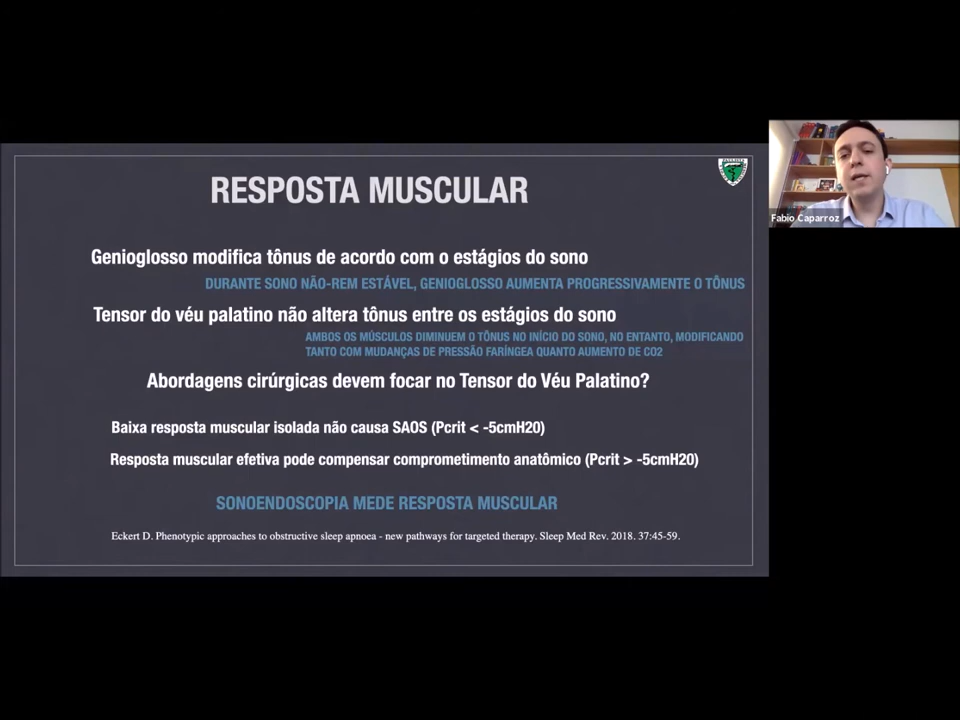 RESPOSTA MUSCULAR
Genioglosso modifica tônus de acordo com o estágios do sono
DURANTE SONO NÃO-REM ESTÁVEL, GENIOGLOSSO AUMENTA PROGRESSIVAMENTE O TÔNUS
Tensor do véu palatino não altera tônus entre os estágios do sono
AMBOS OS MÚSCULOS DIMINUEM O TÔNUS NO INÍCIO DO SONO, NO ENTANTO, MODIFICANDO
TANTO COM MUDANÇAS DE PRESSÃO FARÍNGEA QUANTO AUMENTO DE CO2
Abordagens cirúrgicas devem focar no Tensor do Véu Palatino?
Baixa resposta muscular isolada não causa SAOS (Pcrit < -5cmH20)
Resposta muscular efetiva pode compensar comprometimento anatômico (Pcrit > -5cmH20)
SONOENDOSCOPIA MEDE RESPOSTA MUSCULAR
Eckert D. Phenotypic approaches to obstructive sleep apnoea - new pathways for targeted therapy. Sleep Med Rev. 2018. 37:45-59.
Fabio Caparroz